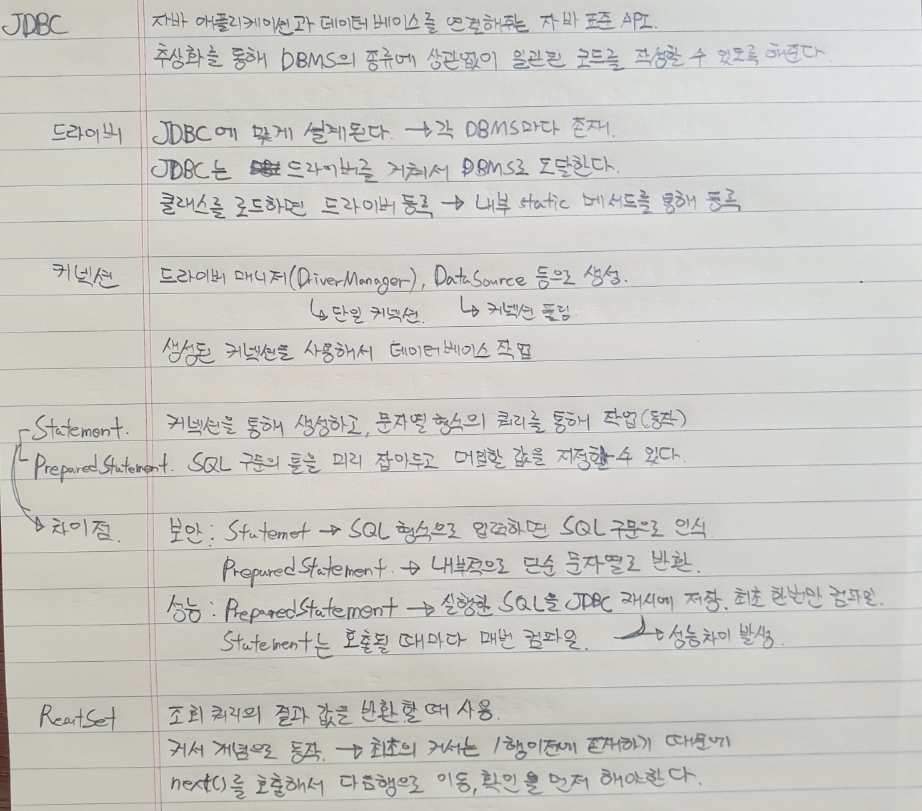 JDBC 자바 애플리케이션과 데이터베이스를 연결해주는 자바 표준 API.
추상화를 통해 DBMS의 종류에 상관없이 일관된 코드를 작성할 수 있도록 해준다
드라이버 JDBC에 맞게 설계된다. → 각 DBMS마다 존재.
JDBC는 드라이버를 거쳐서 DBMS로 도달한다.
클래스를 로드하면 드라이버 등록 → 내부 static 메서드를 통해 등록
커넥션 드라이버 매니저(DriverManager), DataSource 등으로 생성.
↳ 단일 커넥션. ↳ 커넥션 풀링.
생성된 커넥션을 사용해서 데이터베이스 작업
Statement. 커넥션을 통해 생성하고, 문자열 형식의 쿼리를 통해 작업(동작)
PreparedStatement. SQL 구문의 틀을 미리 잡아두고 대입할 값을 지정할 수 있다.
→ 차이점. 보안: Statemet → SQL 형식으로 입력하면 SQL 구문으로 인식
PreparedStatement. → 내부적으로 단순 문자열로 반환.
성능: PreparedStatement → 실행한 SQL을 JDBC 캐시에 저장. 최초 한번만 컴파일.
Statement는 호출될 때마다 매번 컴파일. → 성능차이 발생.
조회 쿼리의 결과 값을 반환할 때 사용.
커서 개념으로 동작. → 최초의 커서는 1행이전에 존재하기 때문에
next()를 호출해서 다음행으로 이동, 확인을 먼저 해야한다.